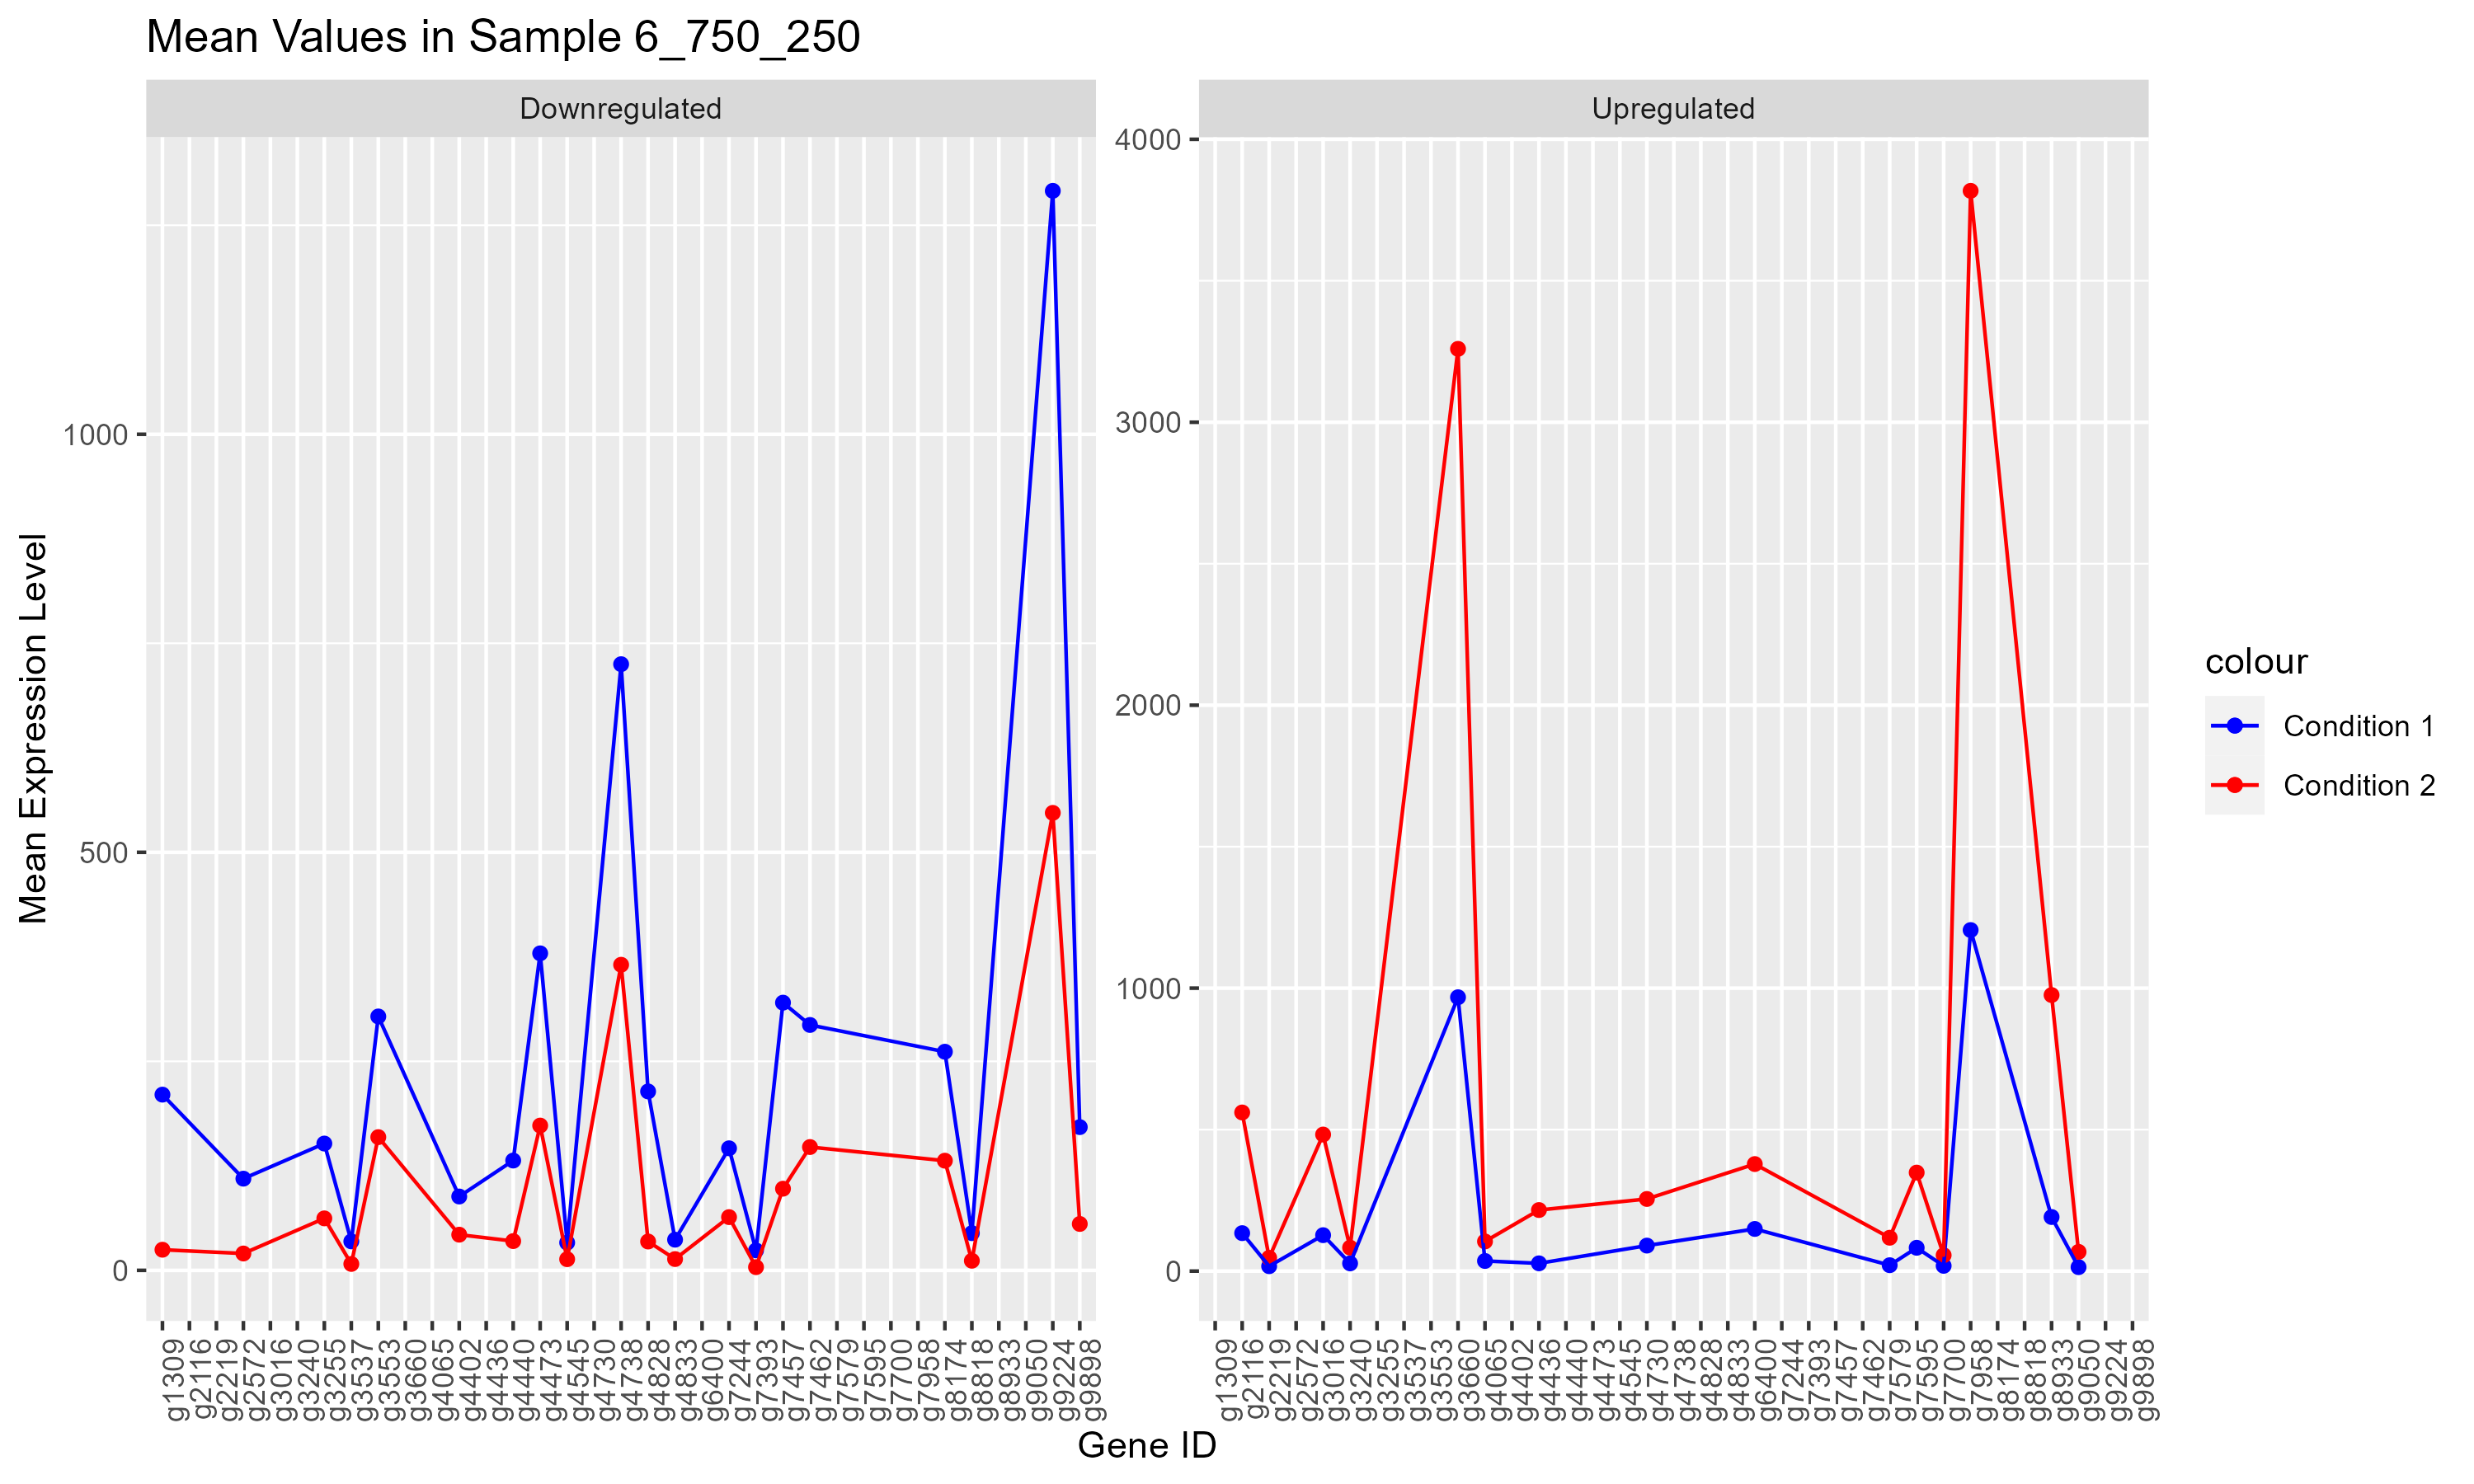 Mean Values in Sample 6_750_250
Downregulated
Upregulated
Mean Expression Level
1000
500
0
4000
3000
2000
1000
0
g1309
g2116
g2219
g2572
g3016
g3240
g3255
g3537
g3553
g3660
g4065
g4402
g4436
g4440
g4473
g4545
g4730
g4738
g4828
g4833
g6400
g7244
g7393
g7457
g7462
g7579
g7595
g7700
g7958
g8174
g8818
g8933
g9050
g9224
g9898
g1309
g2116
g2219
g2572
g3016
g3240
g3255
g3537
g3553
g3660
g4065
g4402
g4436
g4440
g4473
g4545
g4730
g4738
g4828
g4833
g6400
g7244
g7393
g7457
g7462
g7579
g7595
g7700
g7958
g8174
g8818
g8933
g9050
g9224
g9898
Gene ID
colour
Condition 1
Condition 2